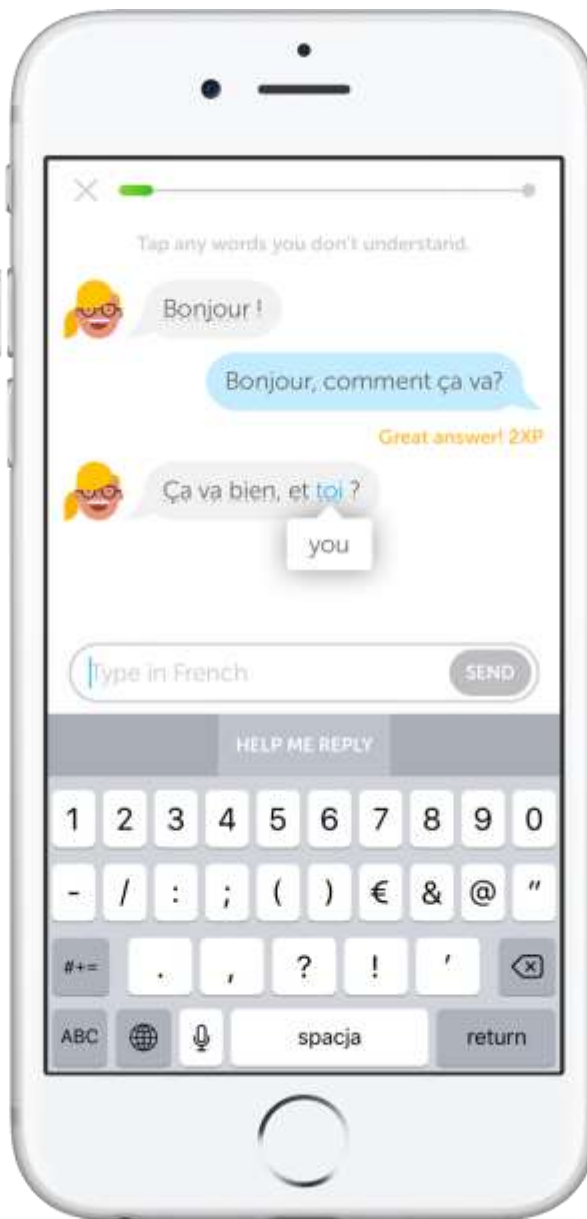 Tap any words you don't understand.
Bonjour !
Bonjour, comment ça va?
Great answer! 2XP
Ça va bien, et toi ?
you
Type in French
SEND
HELP ME REPLY
1 2 3 4 5 6 7 8 9 0
- / : ; ( ) € & @ "
#+= . , ? ! '
ABC spacja return